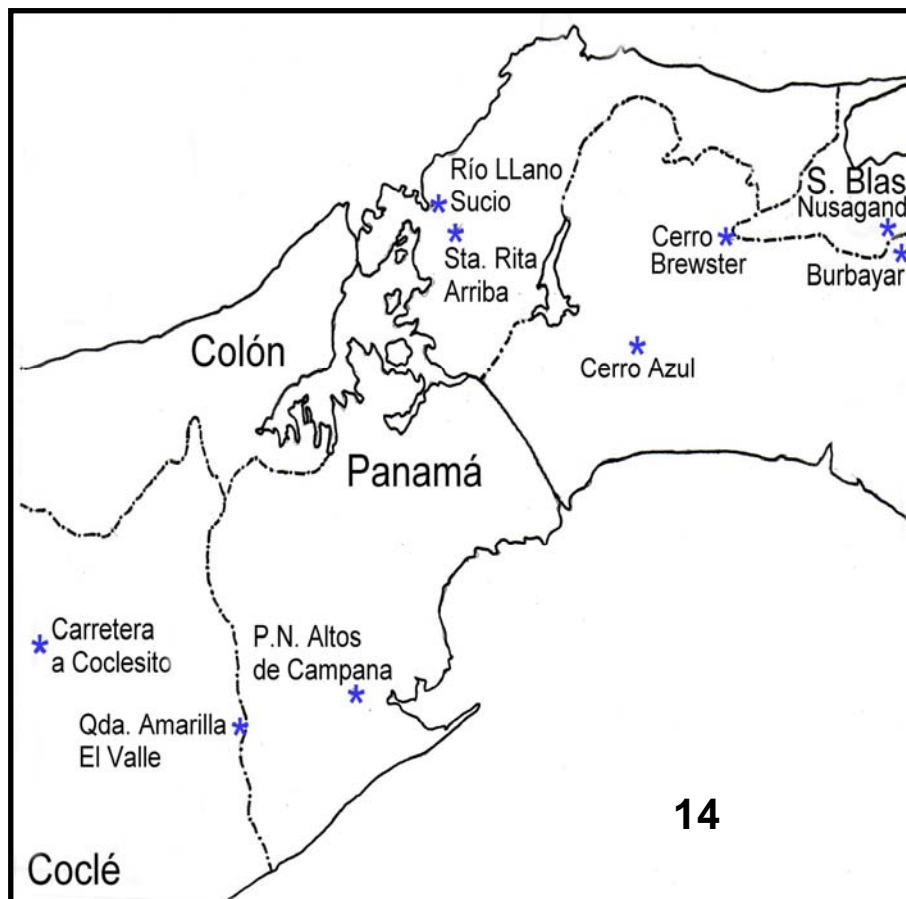 Río LLano
Sucio
S. Blas
Nusagand
Cerro
Brewster
Sta. Rita
Arriba
Burbayar
Colón
Cerro Azul
Panamá
Carretera
a Coclesito
P.N. Altos
de Campana
Qda. Amarilla
El Valle
14
Coclé